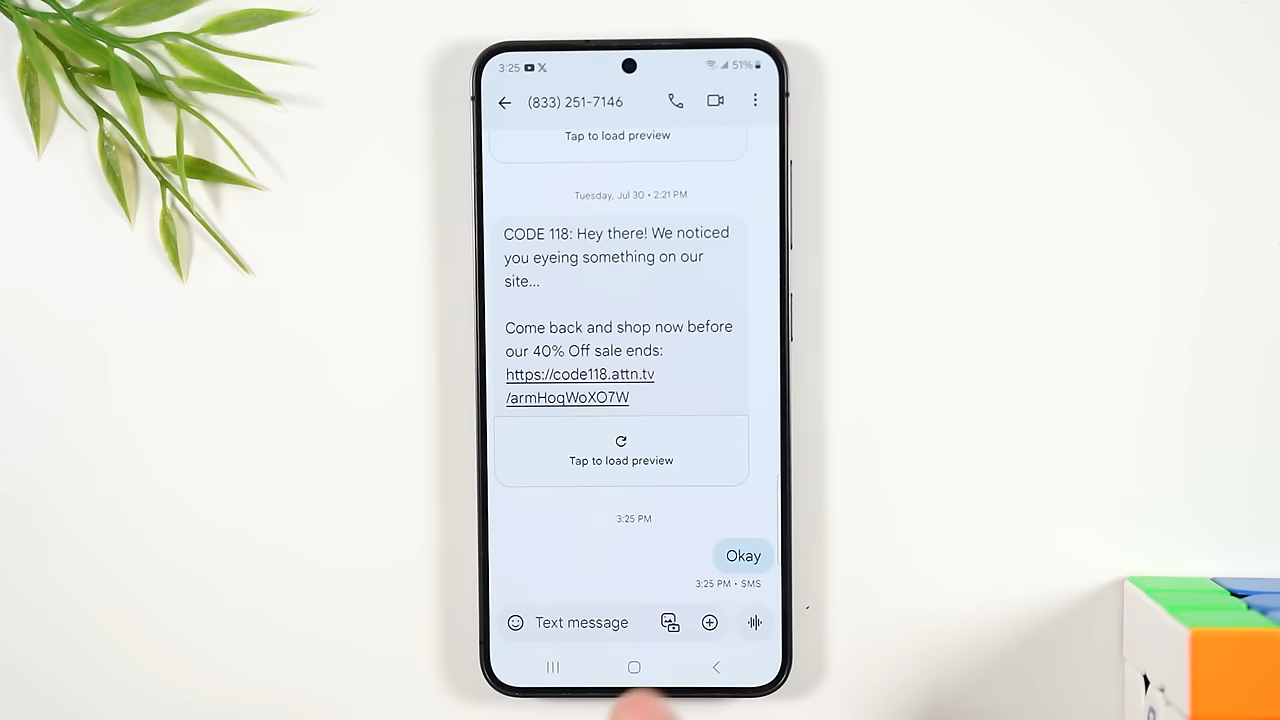 3:25 51%
(833) 251-7146
Tap to load preview
Tuesday, Jul 30 • 2:21 PM
CODE 118: Hey there! We noticed
you eyeing something on our
site...
Come back and shop now before
our 40% Off sale ends:
https://code118.attn.tv
/armHoqWoXO7W
Tap to load preview
3:25 PM
Okay
3:25 PM • SMS
Text message